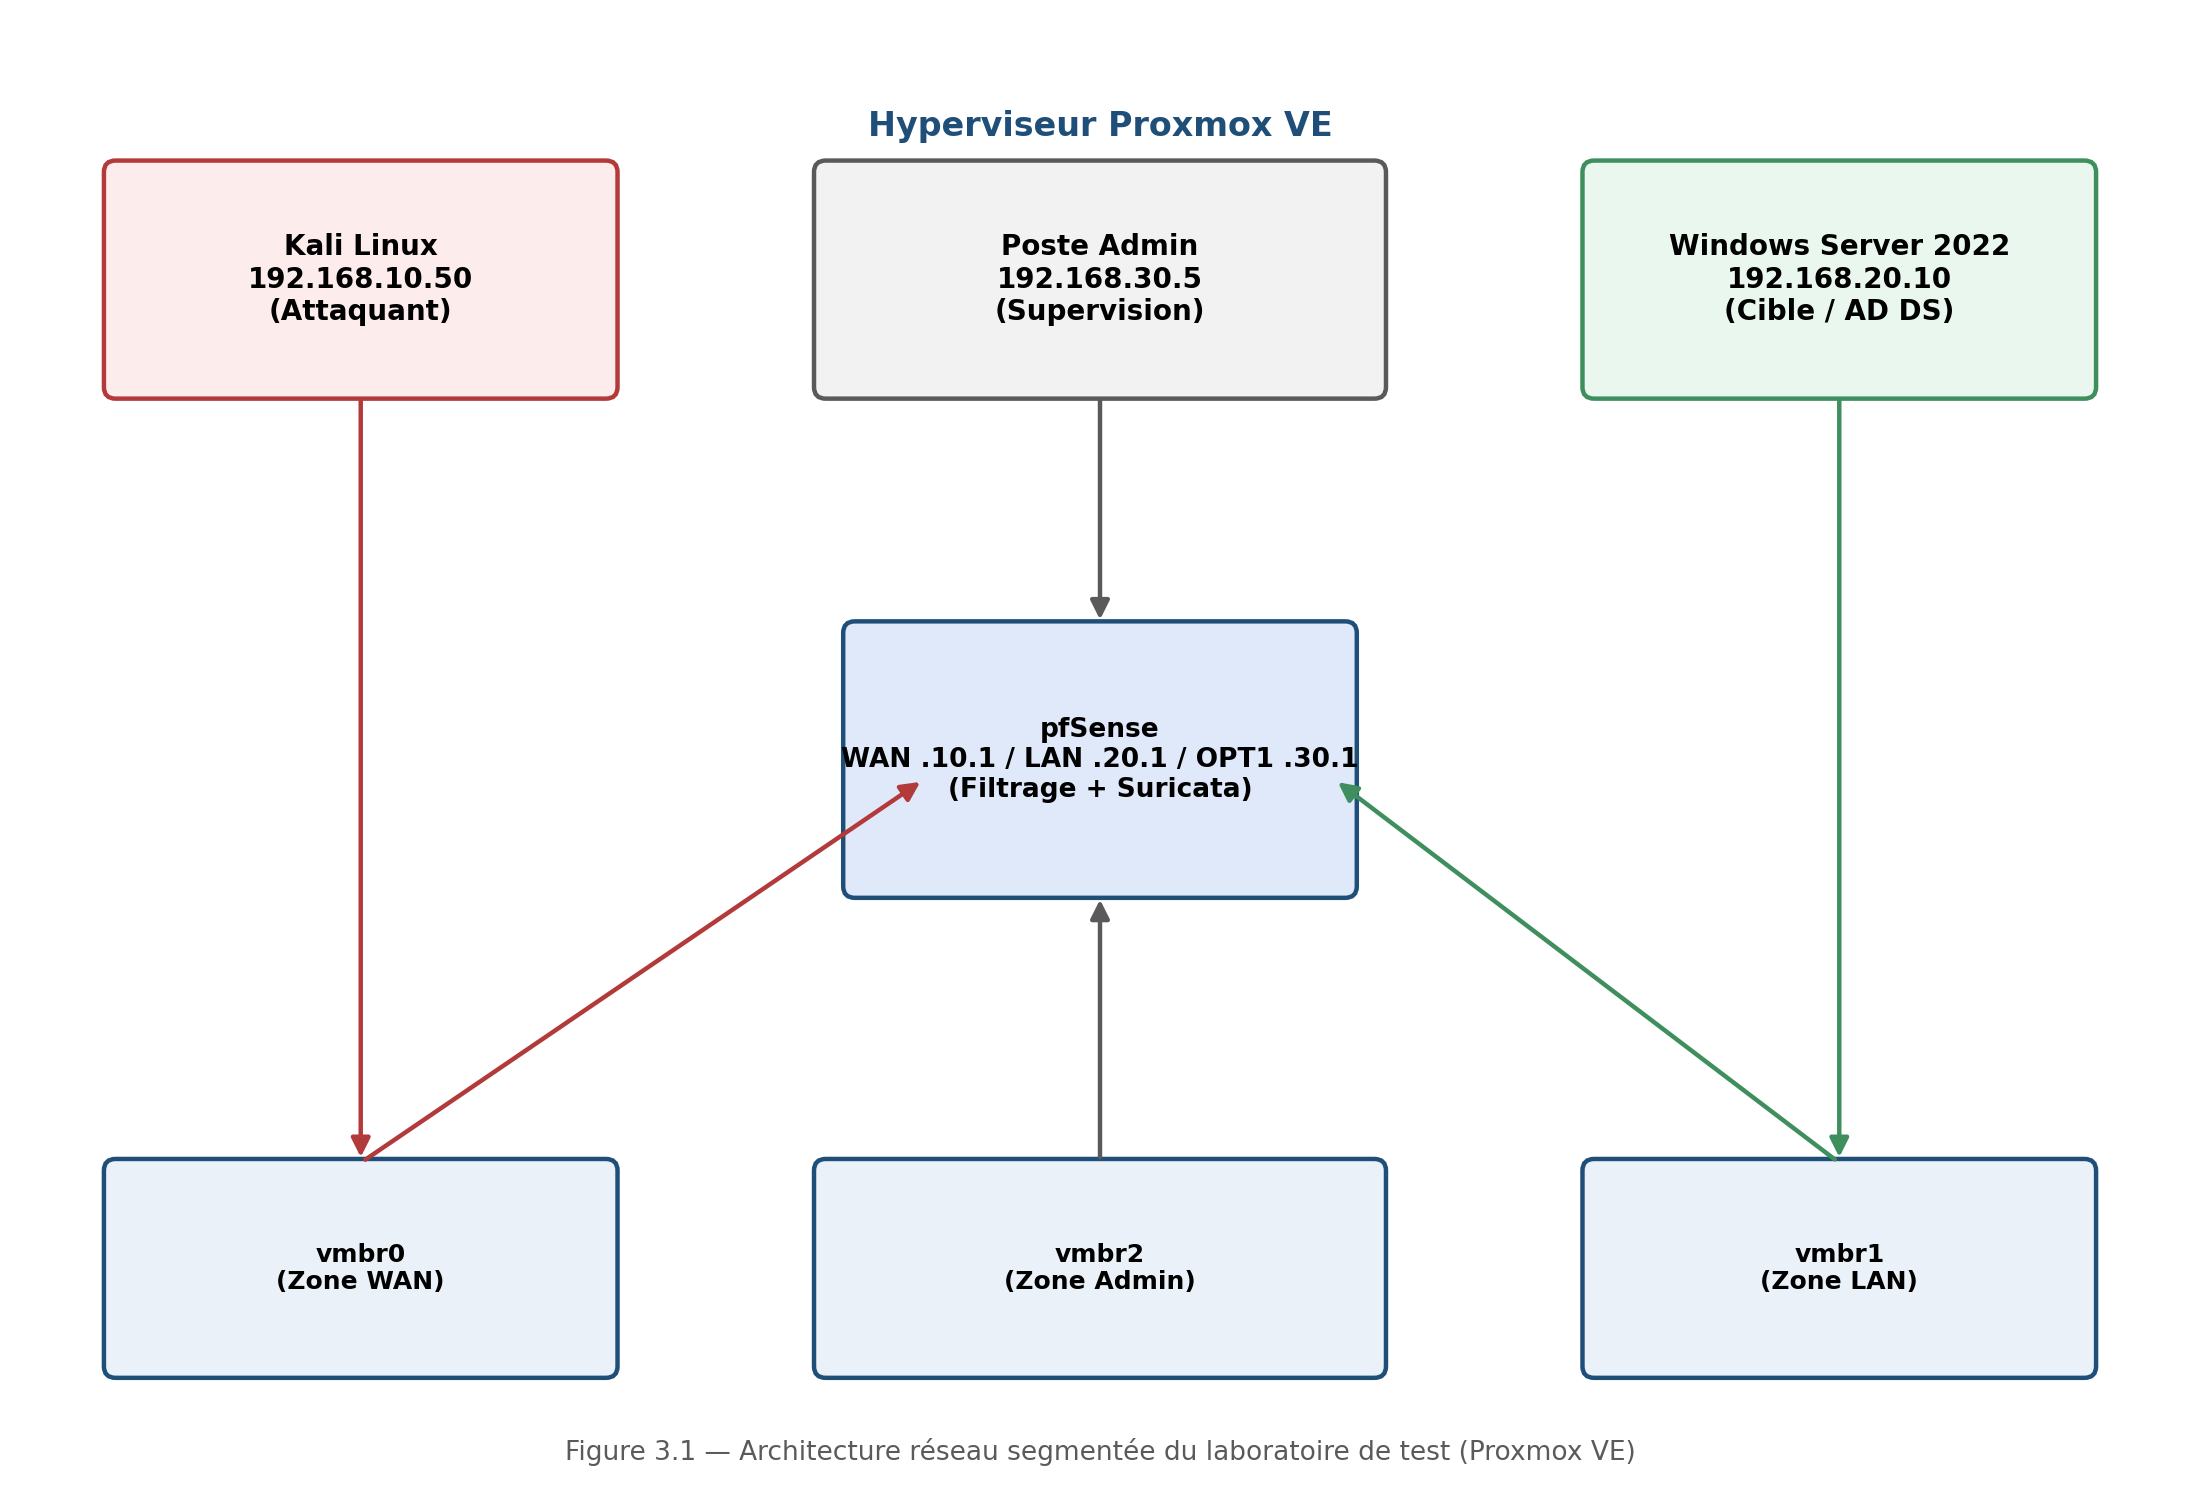 Hyperviseur Proxmox VE
Kali Linux
192.168.10.50
(Attaquant)
Poste Admin
192.168.30.5
(Supervision)
Windows Server 2022
192.168.20.10
(Cible / AD DS)
pfSense
WAN .10.1 / LAN .20.1 / OPT1 .30.1
(Filtrage + Suricata)
vmbr0
(Zone WAN)
vmbr2
(Zone Admin)
vmbr1
(Zone LAN)
Figure 3.1 — Architecture réseau segmentée du laboratoire de test (Proxmox VE)